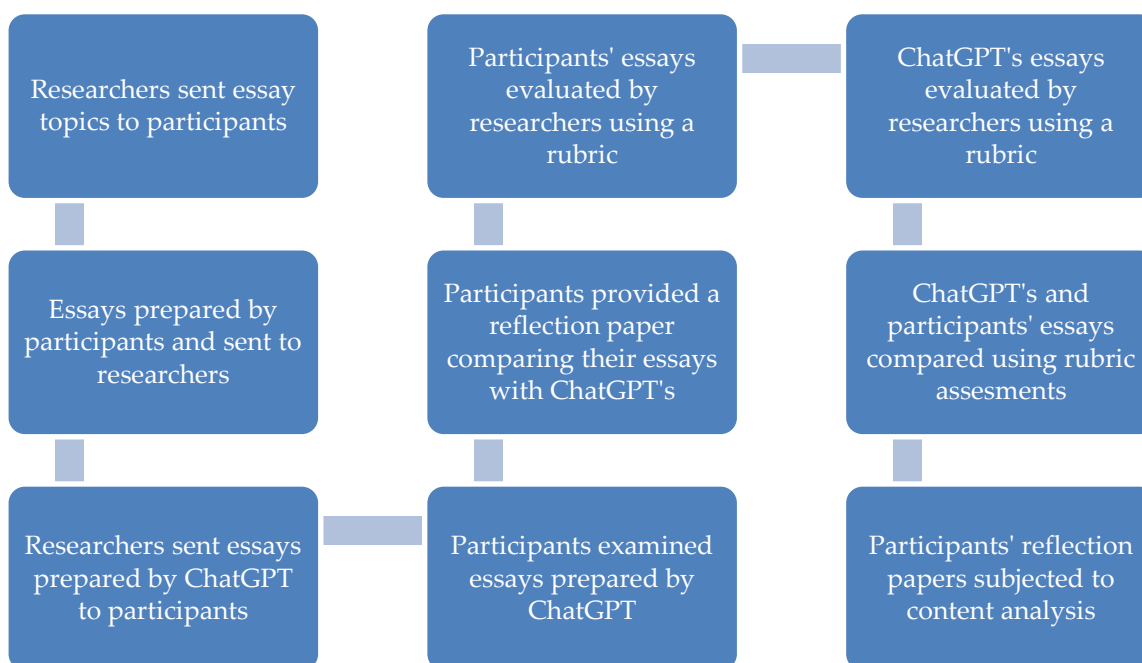 Researchers sent essay
topics to participants
Essays prepared by
participants and sent to
researchers
Researchers sent essays
prepared by ChatGPT
to participants
Participants examined
essays prepared by
ChatGPT
Participants provided a
reflection paper
comparing their essays
with ChatGPT's
Participants' essays
evaluated by
researchers using a
rubric
ChatGPT's essays
evaluated by
researchers using a
rubric
ChatGPT's and
participants' essays
compared using rubric
assesments
Participants' reflection
papers subjected to
content analysis